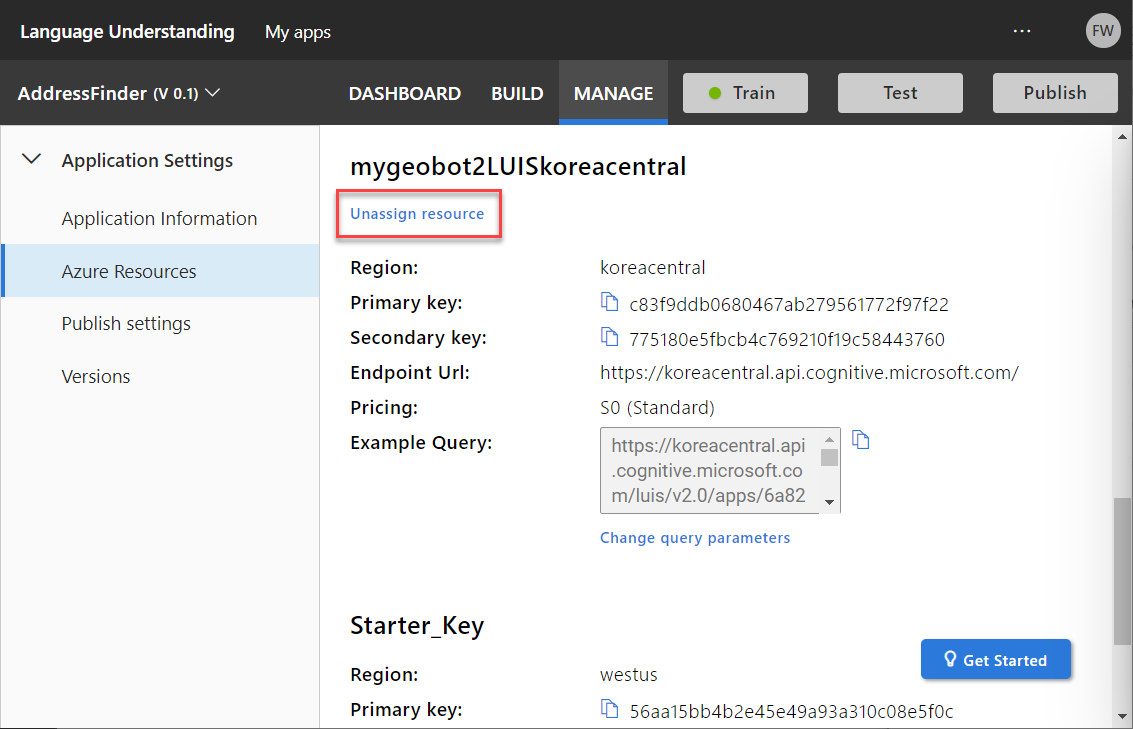 Language Understanding My apps ... FW
AddressFinder (V 0.1) DASHBOARD BUILD MANAGE Train Test Publish
Application Settings
Application Information
Azure Resources
Publish settings
Versions
mygeobot2LUISkoreacentral
Unassign resource
Region: koreacentral
Primary key: c83f9ddb0680467ab279561772f97f22
Secondary key: 775180e5fbcb4c769210f19c58443760
Endpoint Url: https://koreacentral.api.cognitive.microsoft.com/
Pricing: S0 (Standard)
Example Query: https://koreacentral.api
.cognitive.microsoft.co
m/luis/v2.0/apps/6a82
Change query parameters
Starter_Key
Region: westus
Primary key: 56aa15bb4b2e45e49a93a310c08e5f0c
Get Started